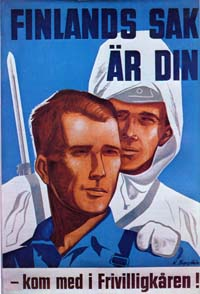 FINLANDS SAK
ÄR DIN
– kom med i Frivilligkåren !